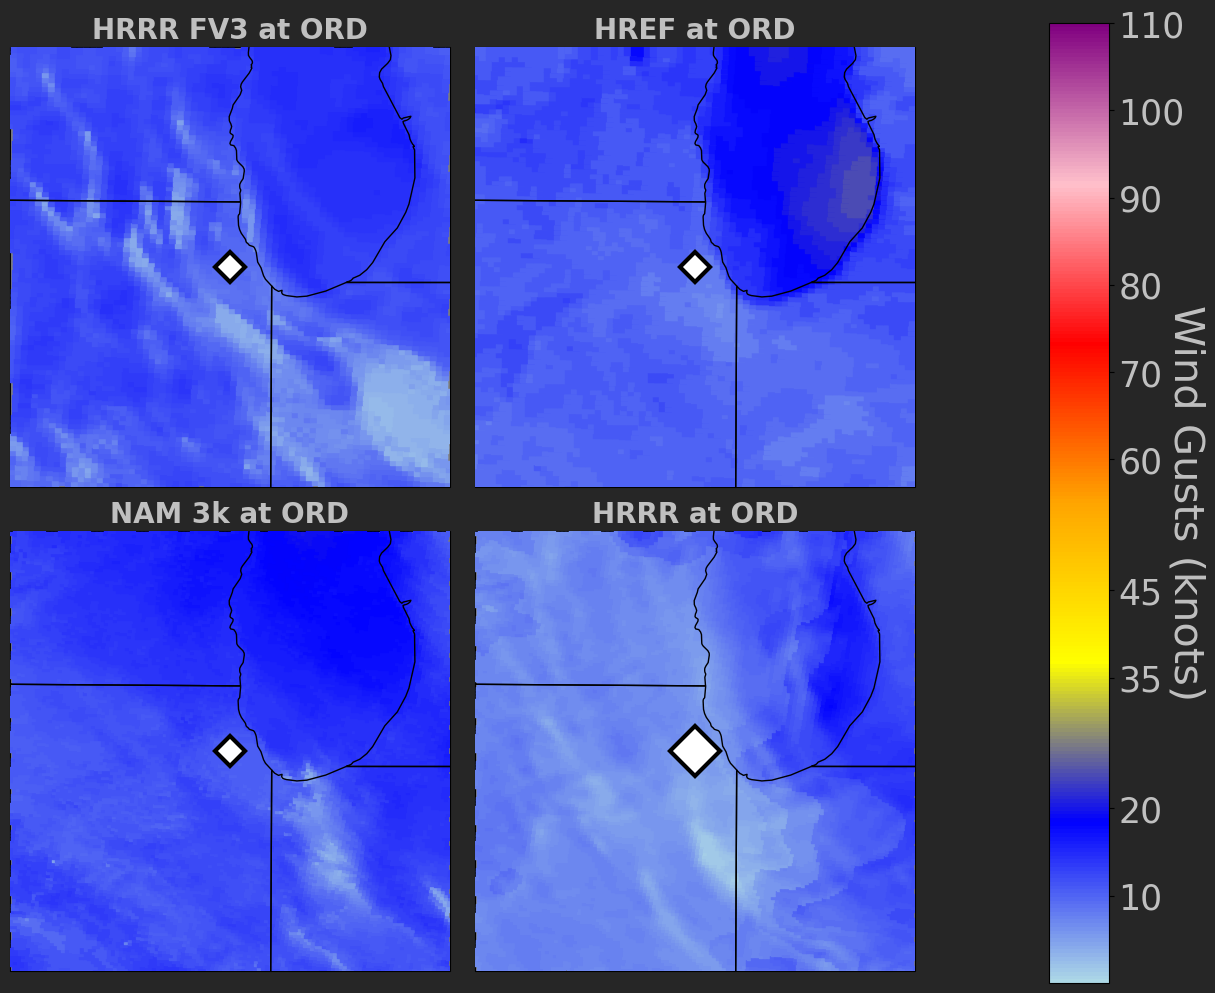 HRRR FV3 at ORD
HREF at ORD
NAM 3k at ORD
HRRR at ORD
110
100
90
80
70
60
45
35
20
10
Wind Gusts (knots)